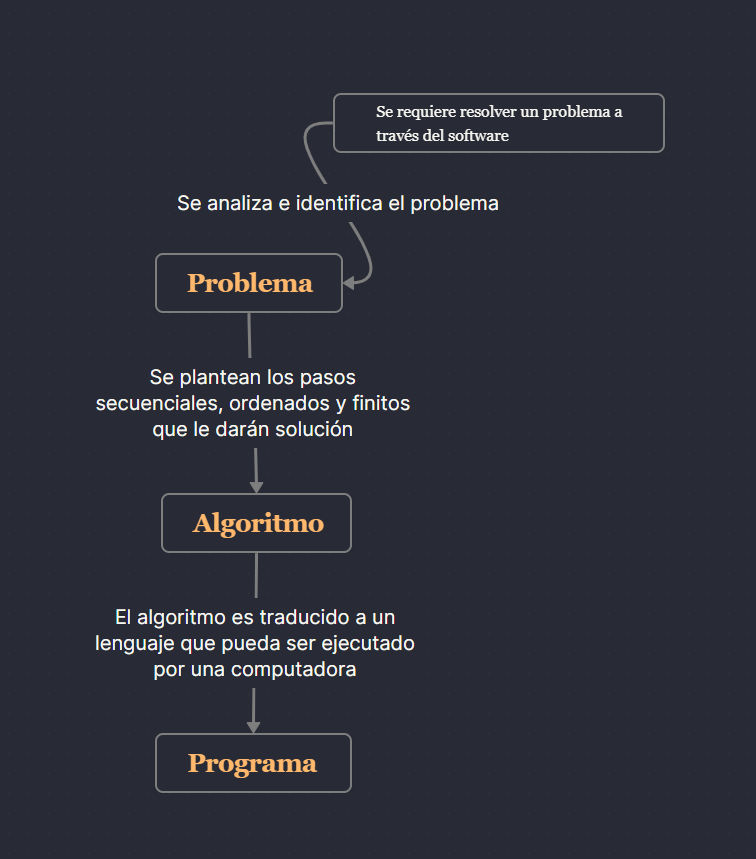 Se requiere resolver un problema a
través del software
Se analiza e identifica el problema
Problema
Se plantean los pasos
secuenciales, ordenados y finitos
que le darán solución
Algoritmo
El algoritmo es traducido a un
lenguaje que pueda ser ejecutado
por una computadora
Programa